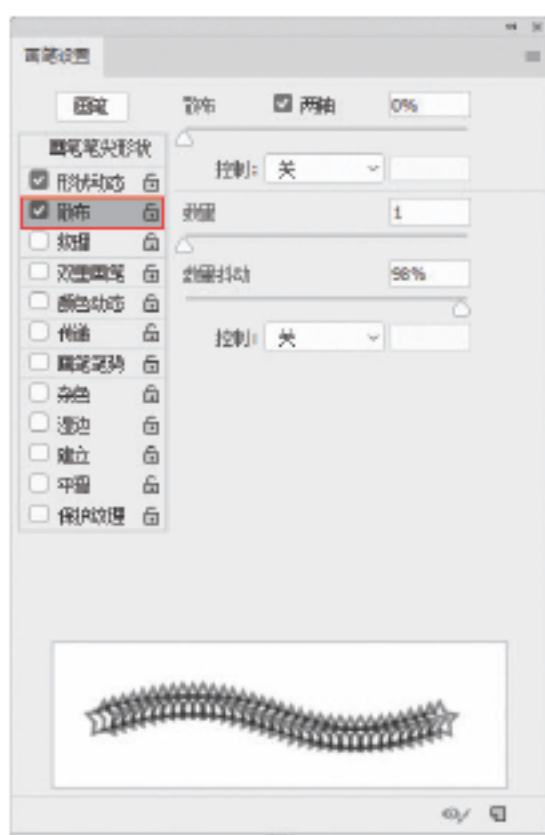 画笔设置
画笔
散布 两轴 0%
画笔笔尖形状
控制: 关
形状动态
散布
数量 1
纹理
双重画笔
数量抖动 98%
颜色动态
传递
控制: 关
画笔笔势
杂色
湿边
建立
平滑
保护纹理